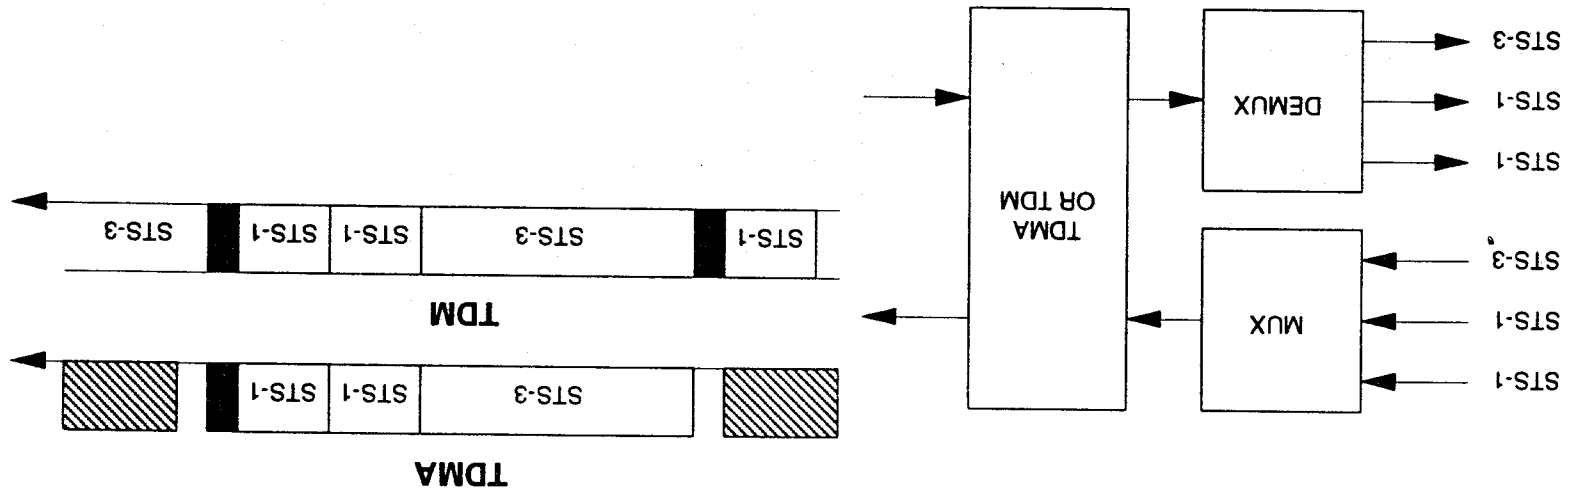 STS-1
STS-1
STS-3
MUX
STS-1
STS-1
STS-3
DEMUX
TDMA
OR TDM
TDMA
STS-3 STS-1 STS-1
TDM
STS-1 STS-3 STS-1 STS-1 STS-3